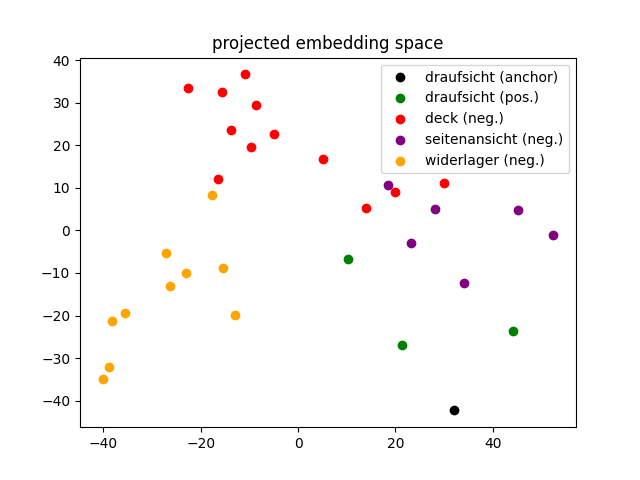 projected embedding space
draufsicht (anchor)
draufsicht (pos.)
deck (neg.)
seitenansicht (neg.)
widerlager (neg.)
40
30
20
10
0
−10
−20
−30
−40
−40 −20 0 20 40